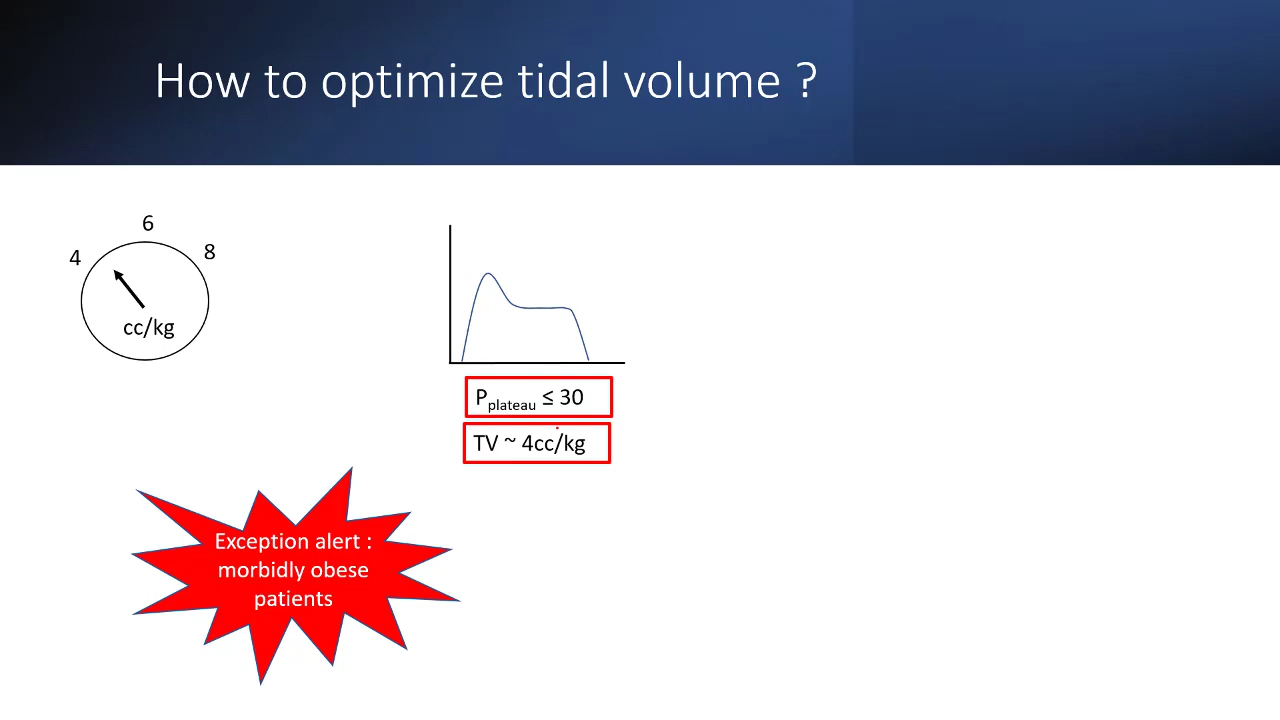 How to optimize tidal volume ?
6
4
8
cc/kg
Pplateau ≤ 30
TV ~ 4cc/kg
Exception alert :
morbidly obese
patients